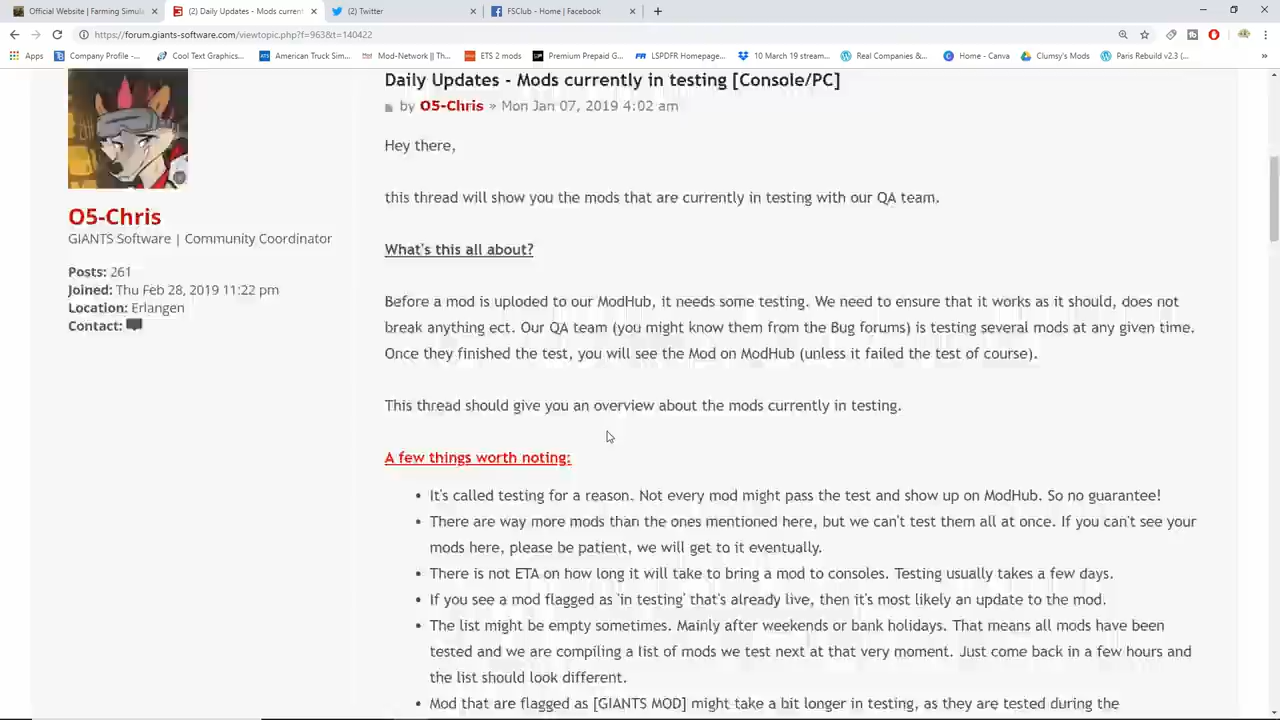 Official Website | Farming Simula
(2) Daily Updates - Mods current
(2) Twitter
FSClub - Home | Facebook
https://forum.giants-software.com/viewtopic.php?f=963&t=140422
Apps
Company Profile -...
Cool Text Graphics...
American Truck Sim...
Mod-Network || Th...
ETS 2 mods
Premium Prepaid G...
LSPDFR Homepage...
10 March 19 stream...
Real Companies &...
Home - Canva
Clumsy's Mods
Paris Rebuild v2.3 (...
Daily Updates - Mods currently in testing [Console/PC]
by O5-Chris » Mon Jan 07, 2019 4:02 am
Hey there,
this thread will show you the mods that are currently in testing with our QA team.
O5-Chris
GIANTS Software | Community Coordinator
Posts: 261
Joined: Thu Feb 28, 2019 11:22 pm
Location: Erlangen
Contact:
What's this all about?
Before a mod is uploded to our ModHub, it needs some testing. We need to ensure that it works as it should, does not
break anything ect. Our QA team (you might know them from the Bug forums) is testing several mods at any given time.
Once they finished the test, you will see the Mod on ModHub (unless it failed the test of course).
This thread should give you an overview about the mods currently in testing.
A few things worth noting:
• It's called testing for a reason. Not every mod might pass the test and show up on ModHub. So no guarantee!
• There are way more mods than the ones mentioned here, but we can't test them all at once. If you can't see your
mods here, please be patient, we will get to it eventually.
• There is not ETA on how long it will take to bring a mod to consoles. Testing usually takes a few days.
• If you see a mod flagged as 'in testing' that's already live, then it's most likely an update to the mod.
• The list might be empty sometimes. Mainly after weekends or bank holidays. That means all mods have been
tested and we are compiling a list of mods we test next at that very moment. Just come back in a few hours and
the list should look different.
• Mod that are flagged as [GIANTS MOD] might take a bit longer in testing, as they are tested during the